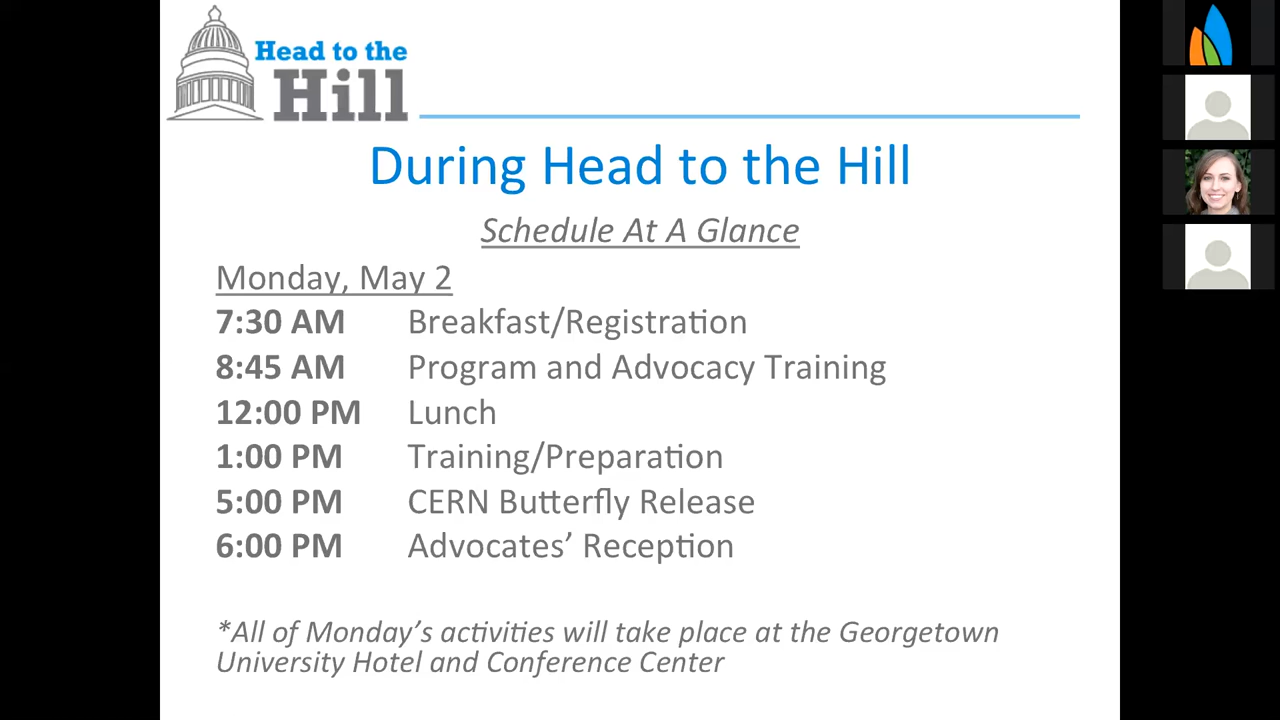 Head to the
Hill
During Head to the Hill
Schedule At A Glance
Monday, May 2
7:30 AM Breakfast/Registration
8:45 AM Program and Advocacy Training
12:00 PM Lunch
1:00 PM Training/Preparation
5:00 PM CERN Butterfly Release
6:00 PM Advocates’ Reception
*All of Monday’s activities will take place at the Georgetown
University Hotel and Conference Center